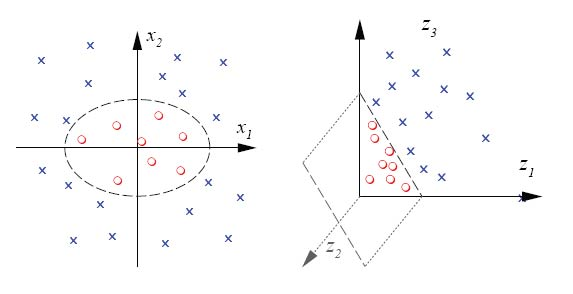 x₂
x₁
z₃
z₁
z₂